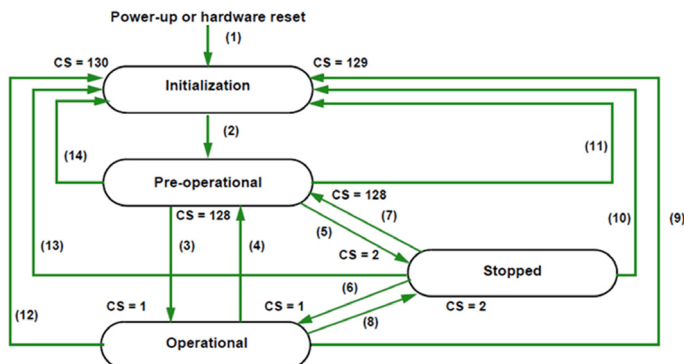 Power-up or hardware reset
(1)
CS = 130
CS = 129
Initialization
(2)
(14)
(11)
Pre-operational
CS = 128
CS = 128
(7)
(5)
(10)
(9)
(13)
(3)
(4)
CS = 2
Stopped
(6)
CS = 1
CS = 1
CS = 2
(12)
(8)
Operational